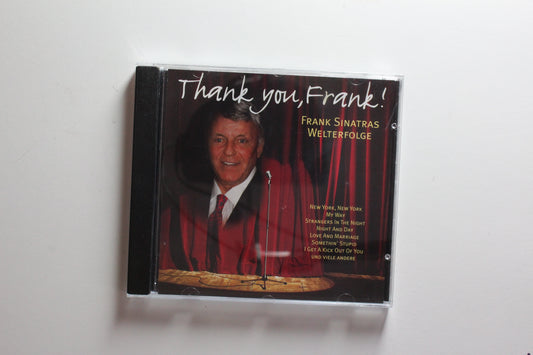 Thank you, Frank!
FRANK SINATRAS
WELTERFOLGE
NEW YORK, NEW YORK
MY WAY
STRANGERS IN THE NIGHT
NIGHT AND DAY
LOVE AND MARRIAGE
SOMETHIN' STUPID
I GET A KICK OUT OF YOU
UND VIELE ANDERE